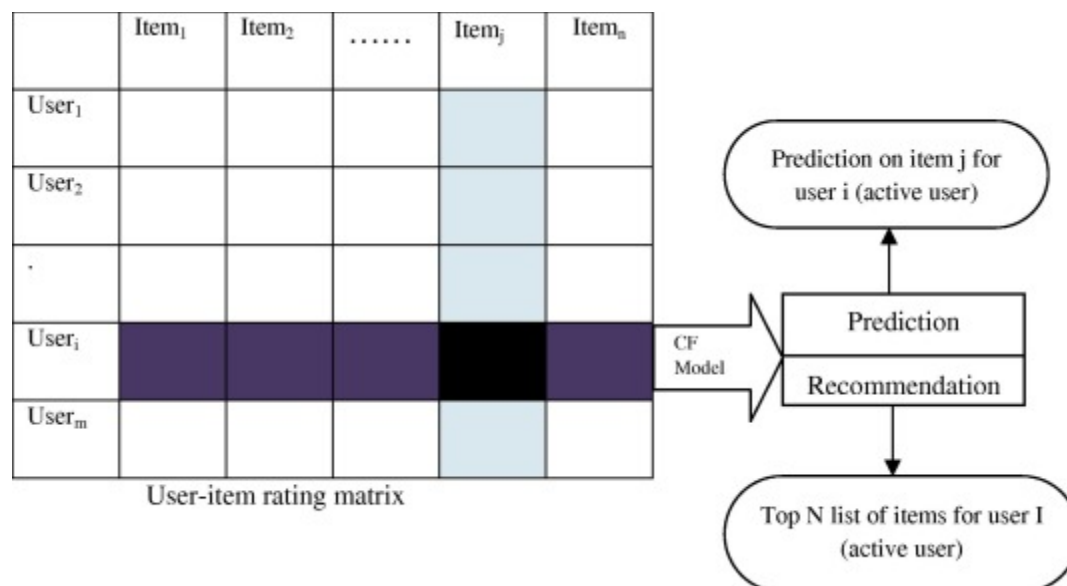 Item₁ Item₂ ...... Itemⱼ Itemₙ
User₁
User₂
.
Userᵢ
Userₘ
User-item rating matrix
CF
Model
Prediction on item j for
user i (active user)
Prediction
Recommendation
Top N list of items for user I
(active user)